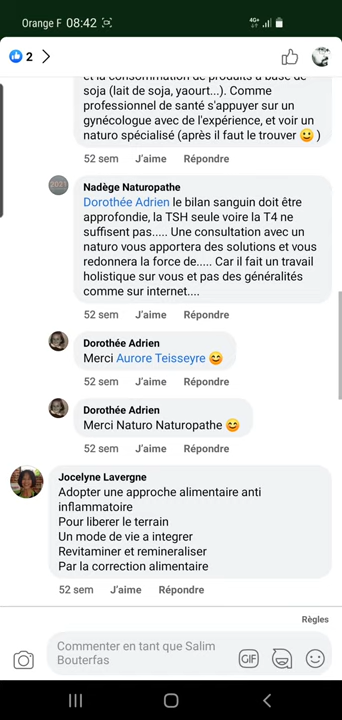 Orange F 08:42
4G+
2
et la consommation de produits à base de
soja (lait de soja, yaourt...). Comme
professionnel de santé s'appuyer sur un
gynécologue avec de l'expérience, et voir un
naturo spécialisé (après il faut le trouver 😉 )
52 sem J'aime Répondre
2021
Nadège Naturopathe
Dorothée Adrien le bilan sanguin doit être
approfondie, la TSH seule voire la T4 ne
suffisent pas..... Une consultation avec un
naturo vous apportera des solutions et vous
redonnera la force de..... Car il fait un travail
holistique sur vous et pas des généralités
comme sur internet....
52 sem J'aime Répondre
Dorothée Adrien
Merci Aurore Teisseyre 😊
52 sem J'aime Répondre
Dorothée Adrien
Merci Naturo Naturopathe 😊
52 sem J'aime Répondre
Jocelyne Lavergne
Adopter une approche alimentaire anti
inflammatoire
Pour liberer le terrain
Un mode de vie a integrer
Revitaminer et remineraliser
Par la correction alimentaire
52 sem J'aime Répondre
Règles
Commenter en tant que Salim
Bouterfas
GIF